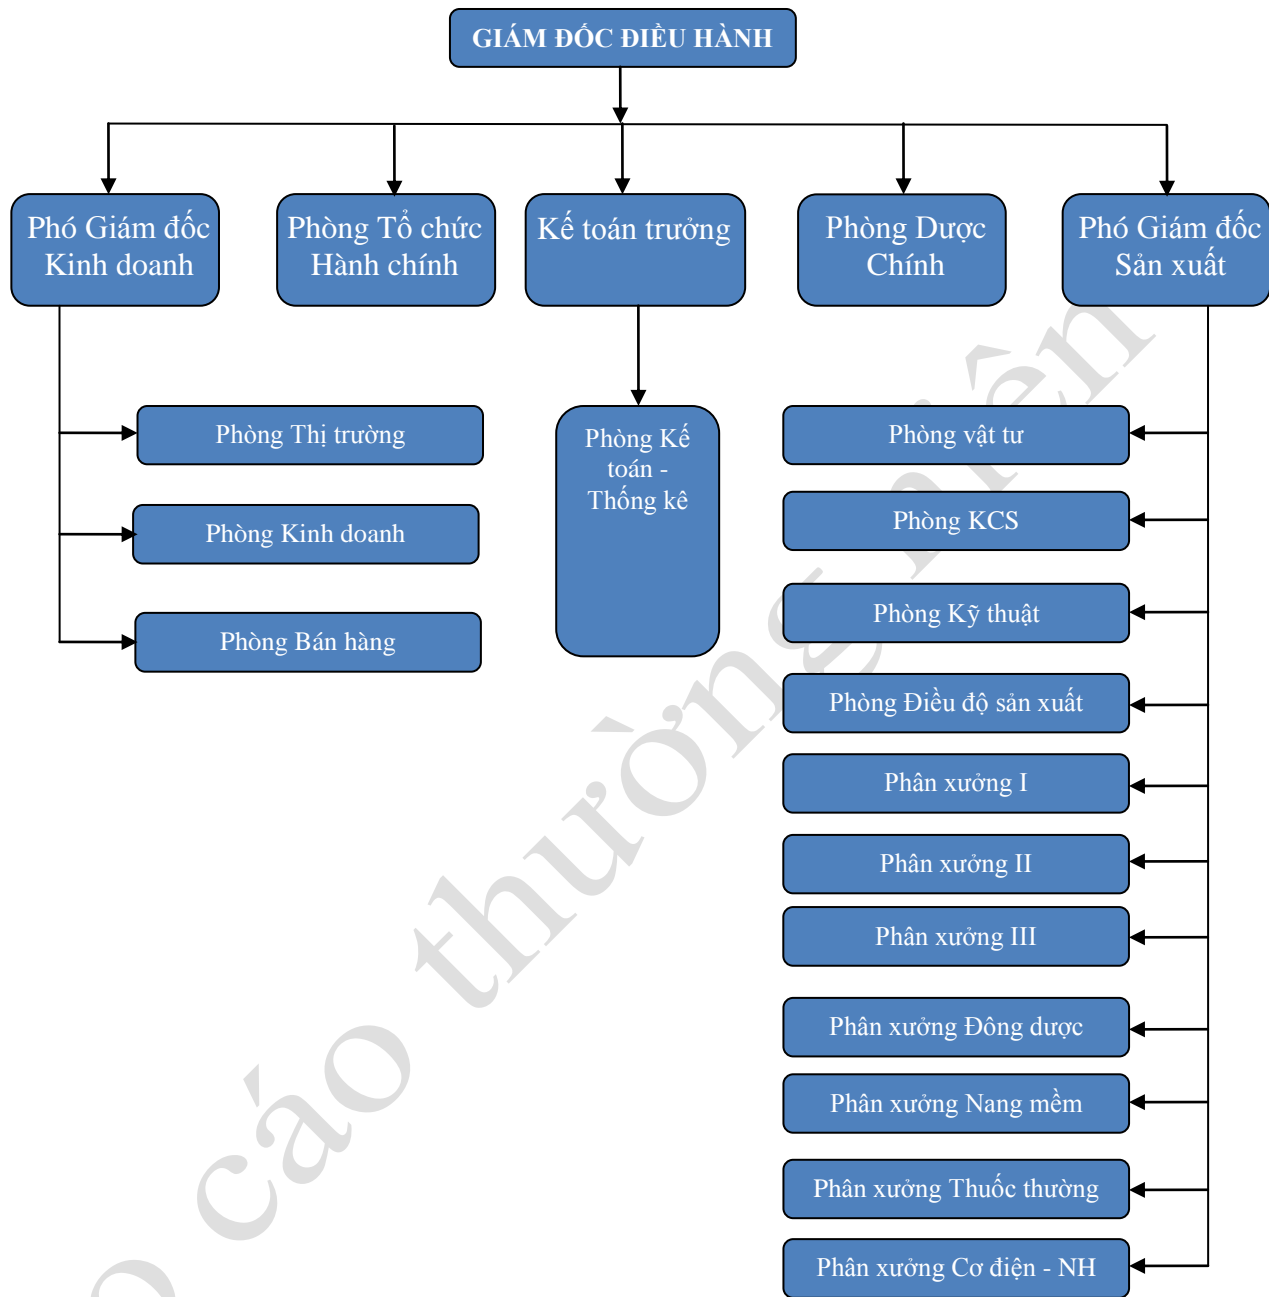 GIÁM ĐỐC ĐIỀU HÀNH
Phó Giám đốc
Kinh doanh
Phòng Tổ chức
Hành chính
Kế toán trưởng
Phòng Dược
Chính
Phó Giám đốc
Sản xuất
Phòng Thị trường
Phòng Kinh doanh
Phòng Bán hàng
Phòng Kế
toán -
Thống kê
Phòng vật tư
Phòng KCS
Phòng Kỹ thuật
Phòng Điều độ sản xuất
Phân xưởng I
Phân xưởng II
Phân xưởng III
Phân xưởng Đông dược
Phân xưởng Nang mềm
Phân xưởng Thuốc thường
Phân xưởng Cơ điện - NH
o cáo thường niên